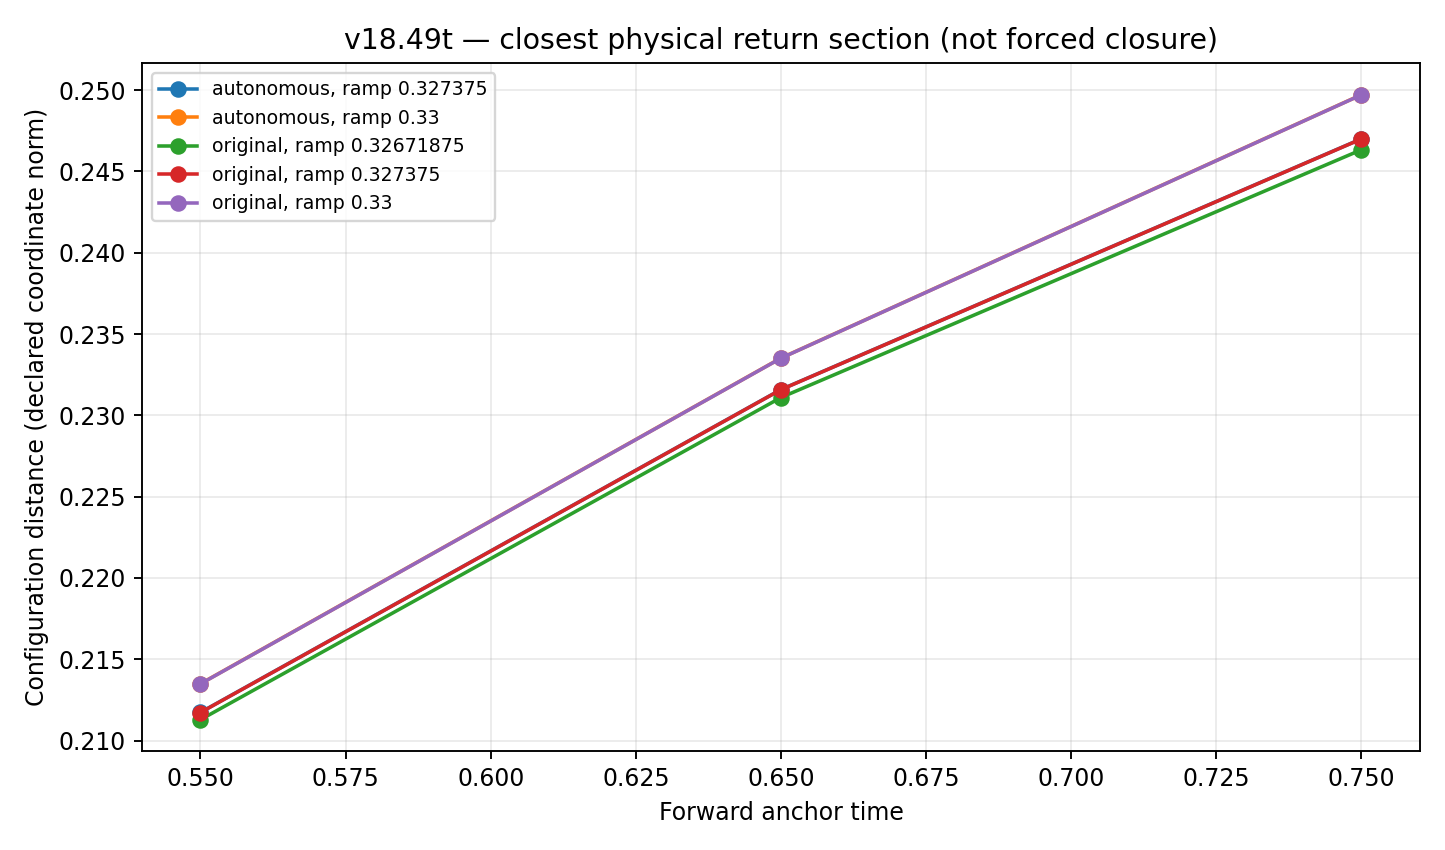 v18.49t — closest physical return section (not forced closure)
autonomous, ramp 0.327375
autonomous, ramp 0.33
original, ramp 0.32671875
original, ramp 0.327375
original, ramp 0.33
Configuration distance (declared coordinate norm)
0.250
0.245
0.240
0.235
0.230
0.225
0.220
0.215
0.210
0.550 0.575 0.600 0.625 0.650 0.675 0.700 0.725 0.750
Forward anchor time